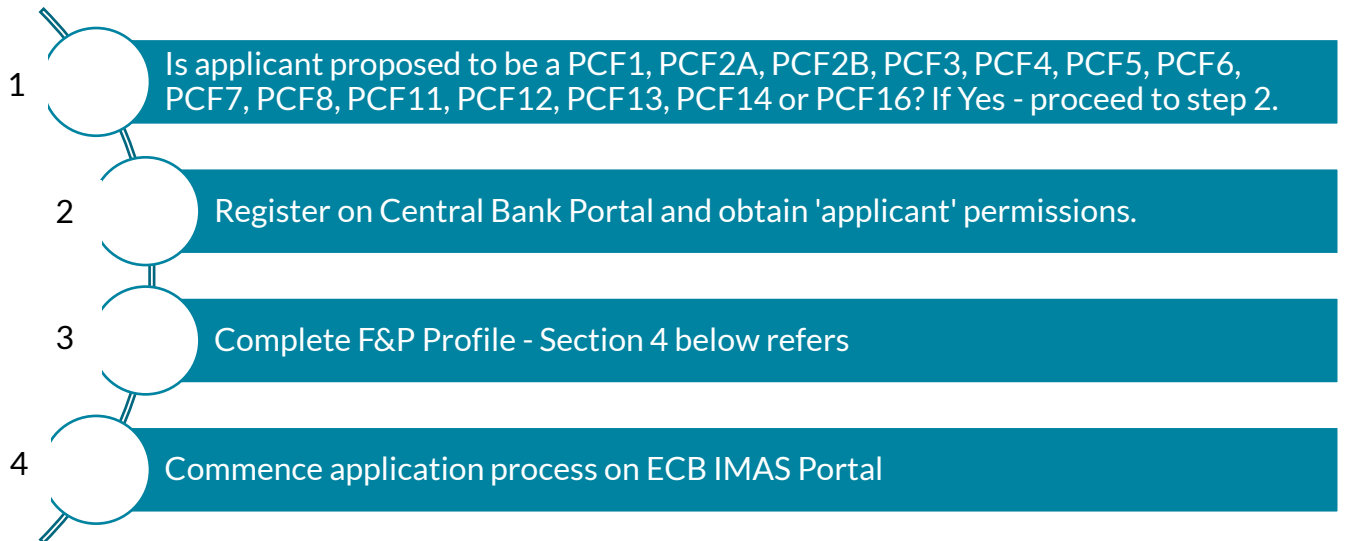 1
Is applicant proposed to be a PCF1, PCF2A, PCF2B, PCF3, PCF4, PCF5, PCF6,
PCF7, PCF8, PCF11, PCF12, PCF13, PCF14 or PCF16? If Yes - proceed to step 2.
2
Register on Central Bank Portal and obtain 'applicant' permissions.
3
Complete F&P Profile - Section 4 below refers
4
Commence application process on ECB IMAS Portal